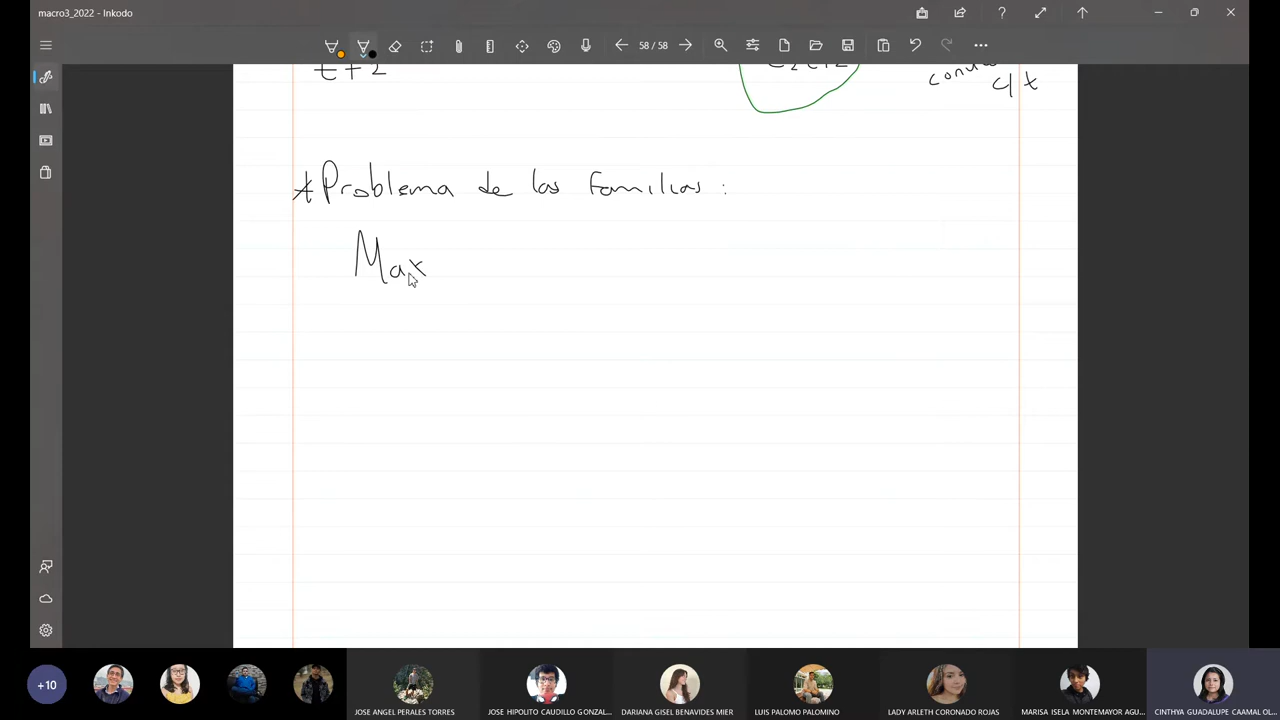 macro3_2022 - Inkodo
58 / 58
t+2
c|t
*Problema de las familias:
Max
+10
JOSE ANGEL PERALES TORRES
JOSE HIPOLITO CAUDILLO GONZAL...
DARIANA GISEL BENAVIDES MIER
LUIS PALOMO PALOMINO
LADY ARLETH CORONADO ROJAS
MARISA ISELA MONTEMAYOR AGU...
CINTHYA GUADALUPE CAAMAL OL...